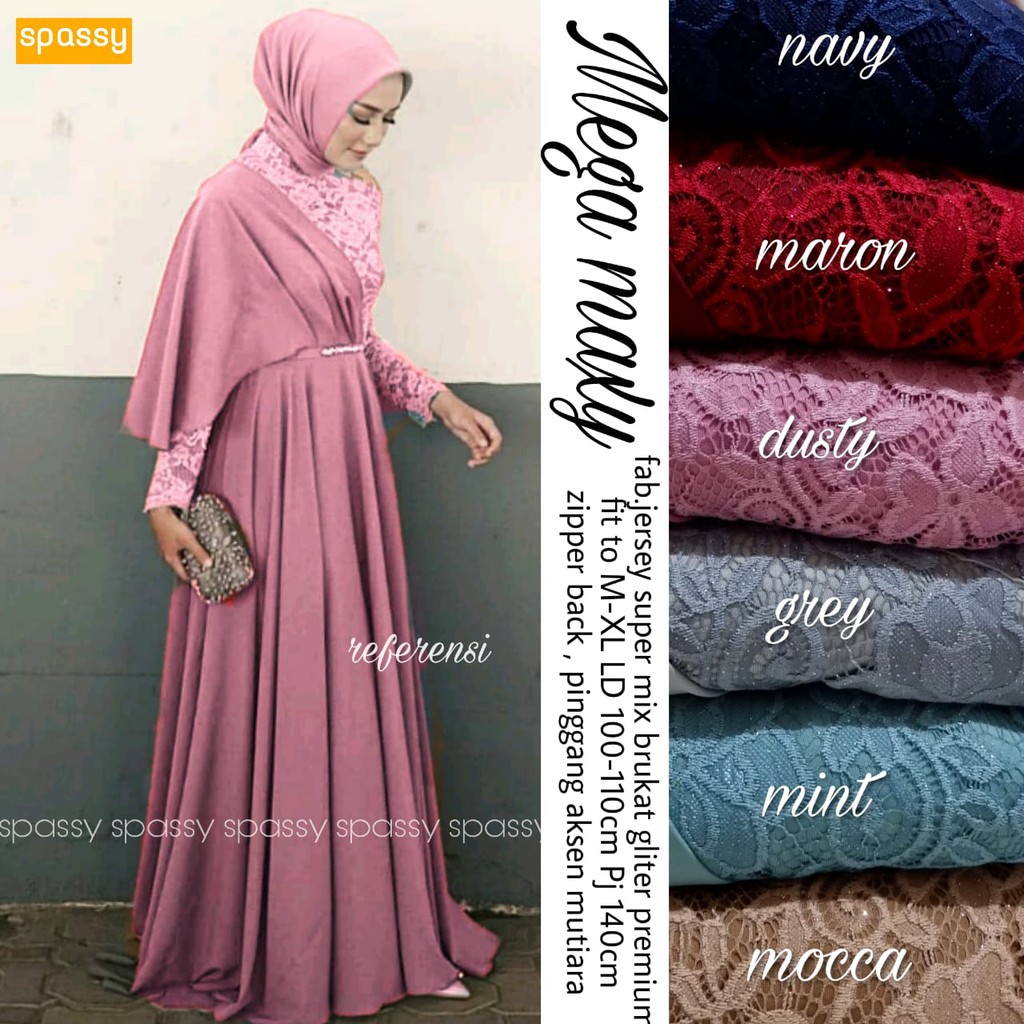 spassy
referensi
spassy spassy spassy spassy spassy
Mega maxy
fab.jersey super mix brukat gliter premium
fit to M-XL LD 100-110cm Pj 140cm
zipper back , pinggang aksen mutiara
navy
maron
dusty
grey
mint
mocca